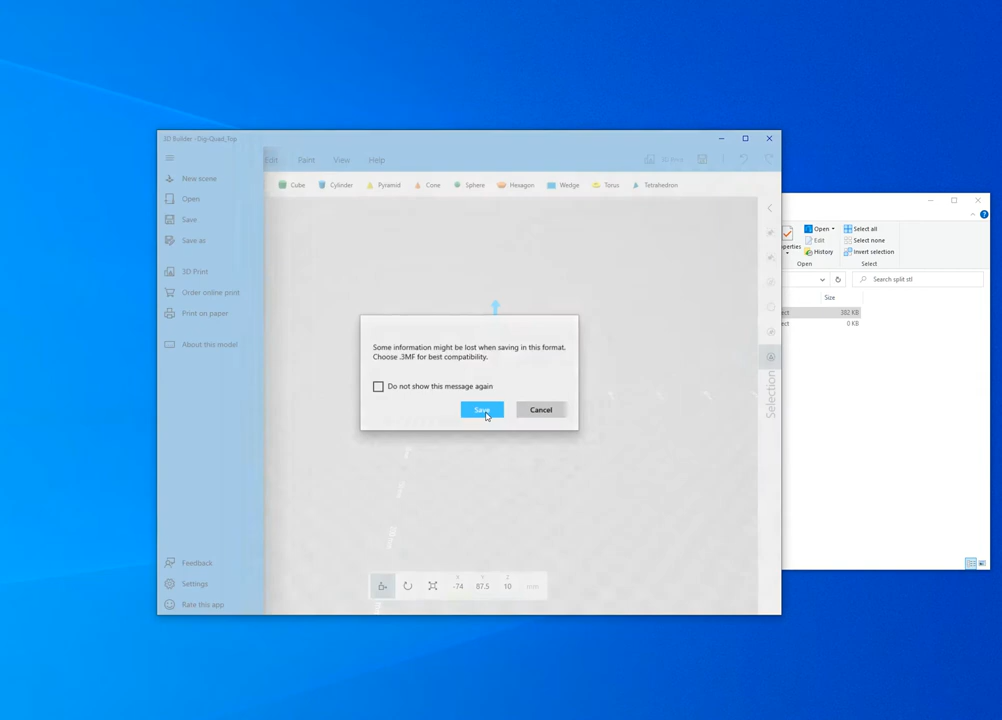 3D Builder - Dig-Quad_Top
Edit Paint View Help
3D Print
New scene
Open
Save
Save as
3D Print
Order online print
Print on paper
About this model
Feedback
Settings
Rate this app
Cube Cylinder Pyramid Cone Sphere Hexagon Wedge Torus Tetrahedron
Some information might be lost when saving in this format.
Choose .3MF for best compatibility.
Do not show this message again
Save Cancel
Selection
X Y Z
-74 87.5 10 mm
Open
Edit
History
Open
Select all
Select none
Invert selection
Select
Search split stl
Size
382 KB
0 KB